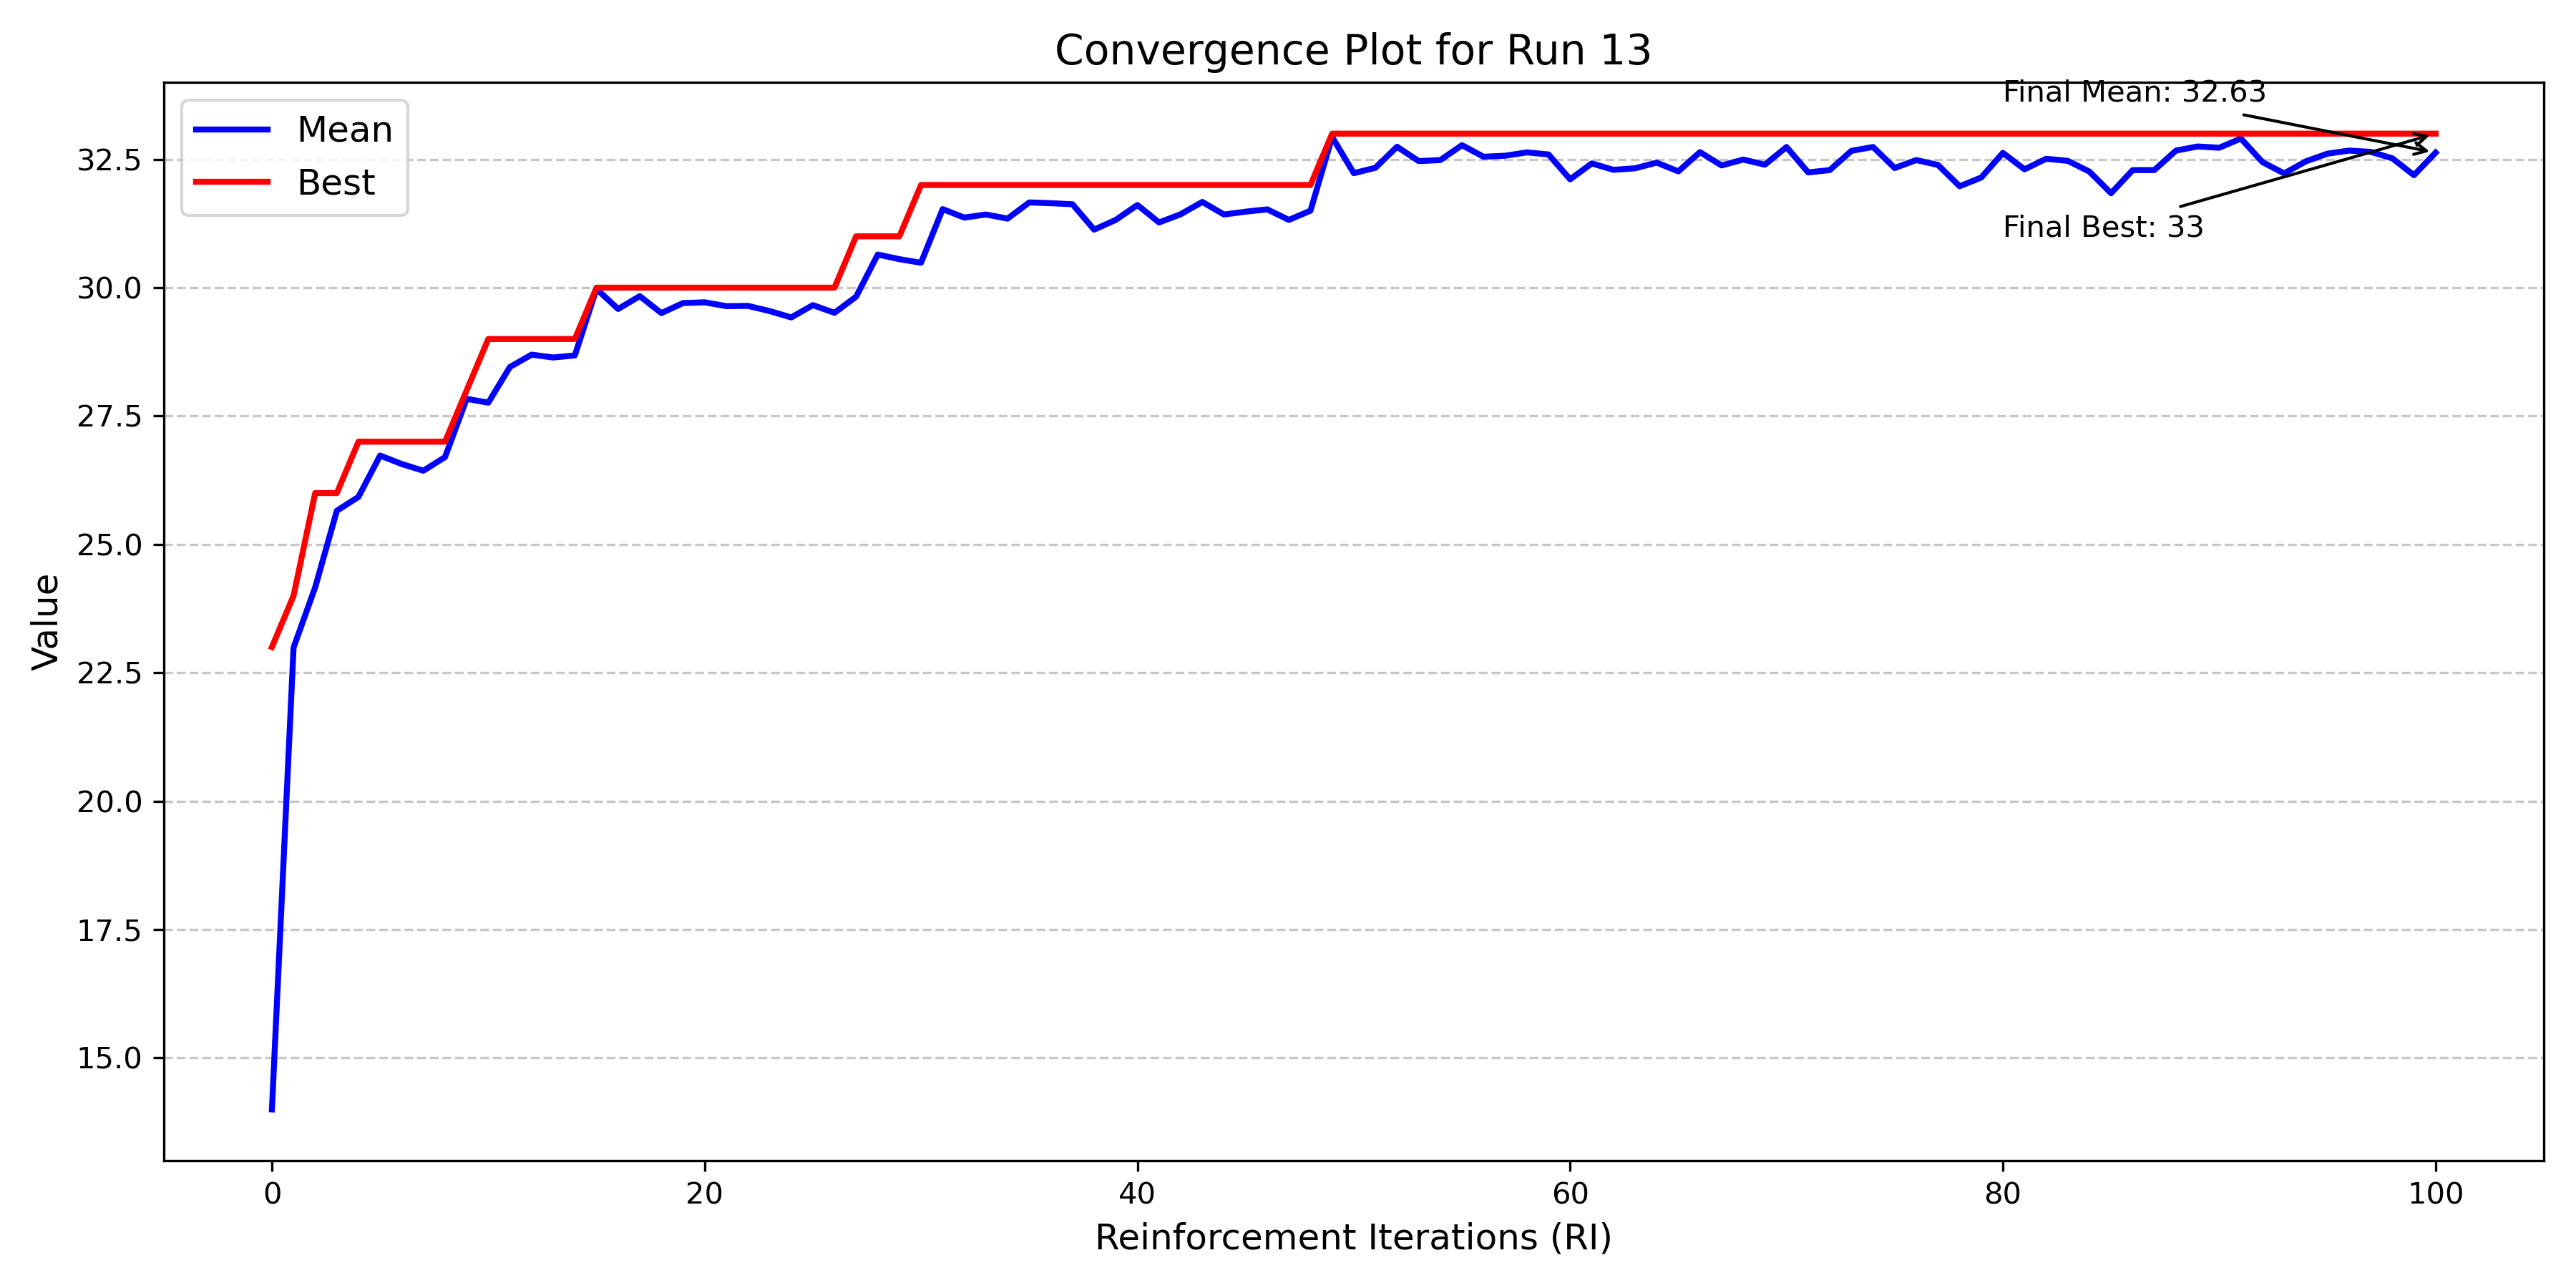 Convergence Plot for Run 13
Mean
Best
Final Mean: 32.63
Final Best: 33
32.5
30.0
27.5
25.0
22.5
20.0
17.5
15.0
Value
0
20
40
60
80
100
Reinforcement Iterations (RI)